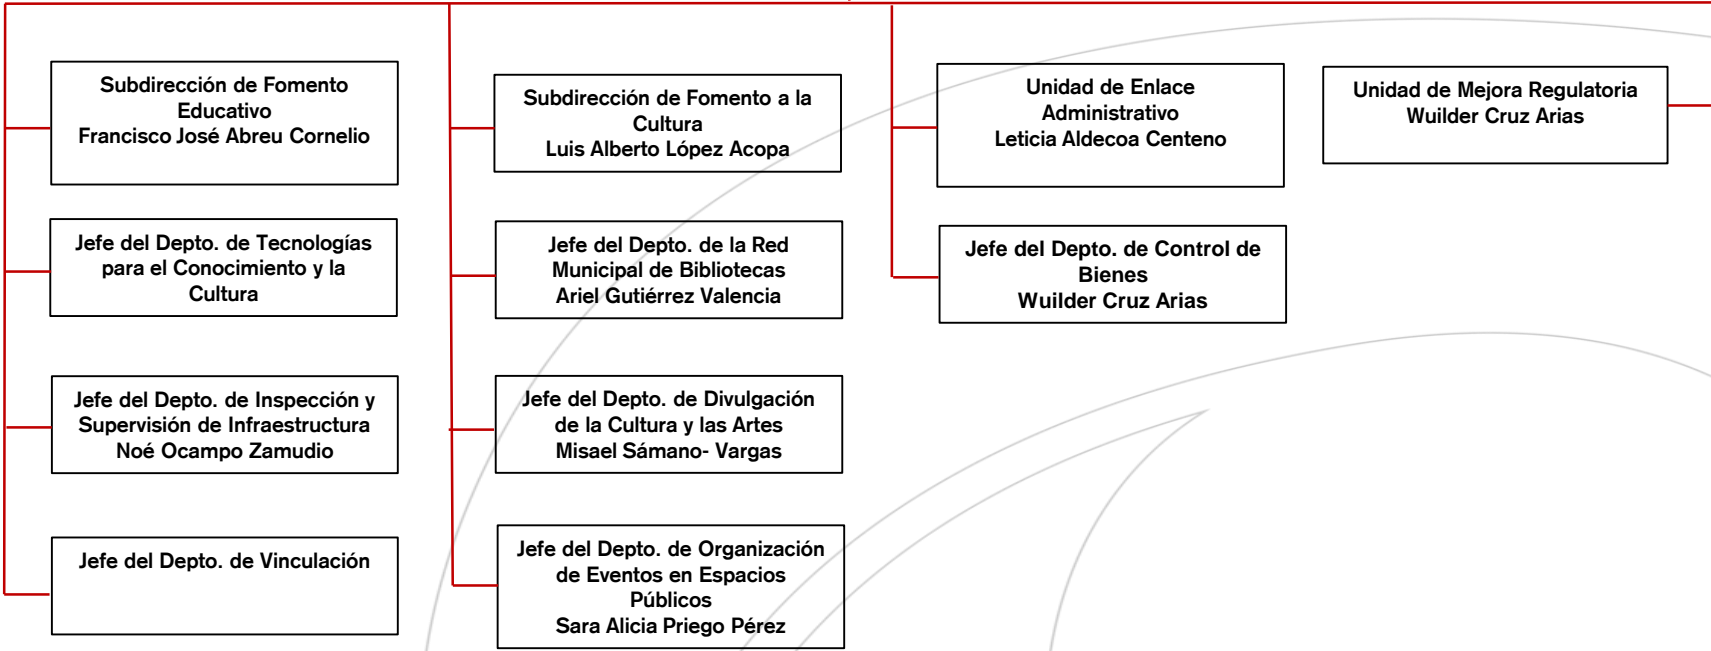 Subdirección de Fomento
Educativo
Francisco José Abreu Cornelio
Jefe del Depto. de Tecnologías
para el Conocimiento y la
Cultura
Jefe del Depto. de Inspección y
Supervisión de Infraestructura
Noé Ocampo Zamudio
Jefe del Depto. de Vinculación
Subdirección de Fomento a la
Cultura
Luis Alberto López Acopa
Jefe del Depto. de la Red
Municipal de Bibliotecas
Ariel Gutiérrez Valencia
Jefe del Depto. de Divulgación
de la Cultura y las Artes
Misael Sámano- Vargas
Jefe del Depto. de Organización
de Eventos en Espacios
Públicos
Sara Alicia Priego Pérez
Unidad de Enlace
Administrativo
Leticia Aldecoa Centeno
Jefe del Depto. de Control de
Bienes
Wuilder Cruz Arias
Unidad de Mejora Regulatoria
Wuilder Cruz Arias